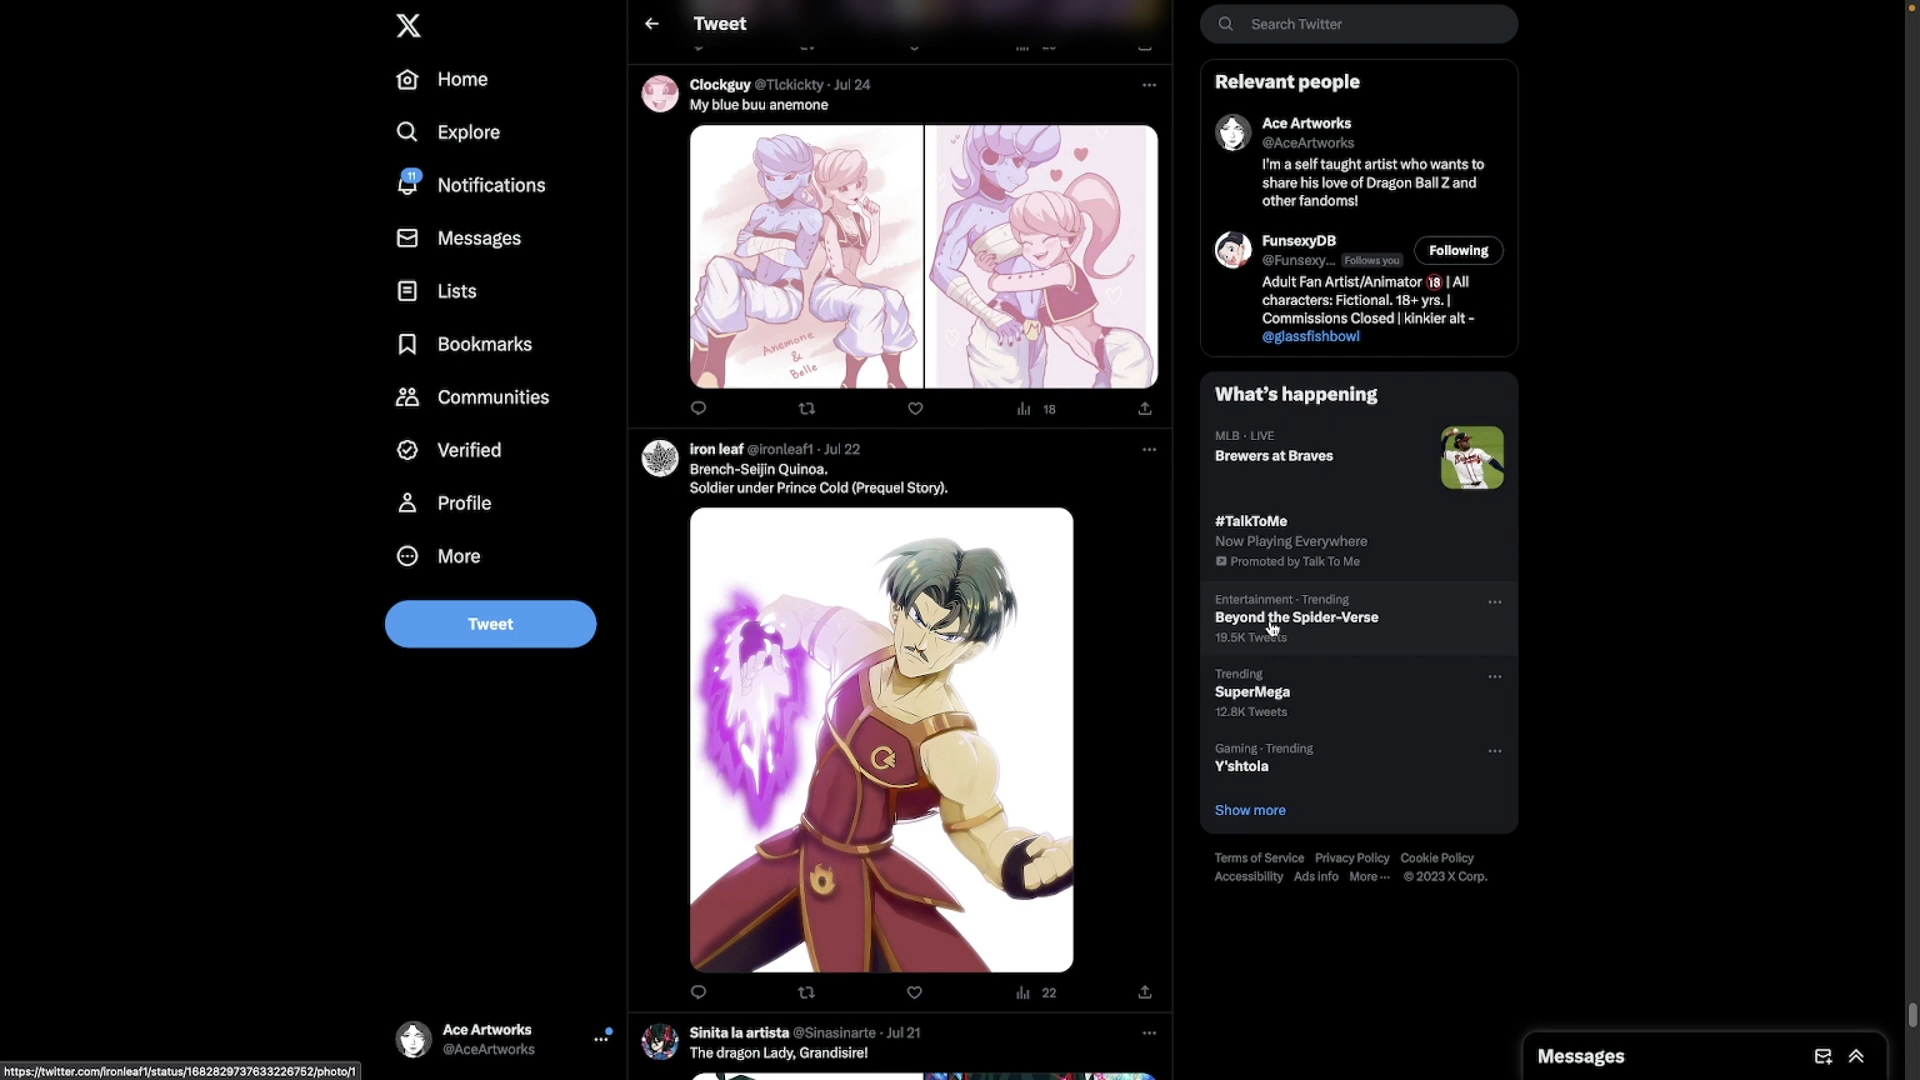 Home
Explore
11
Notifications
Messages
Lists
Bookmarks
Communities
Verified
Profile
More
Tweet
Ace Artworks
@AceArtworks
https://twitter.com/ironleaf1/status/1682829737633226752/photo/1
Tweet
Clockguy @Tlckickty · Jul 24
My blue buu anemone
Anemone
&
Belle
18
iron leaf @ironleaf1 · Jul 22
Brench-Seijin Quinoa.
Soldier under Prince Cold (Prequel Story).
22
Sinita la artista @Sinasinarte · Jul 21
The dragon Lady, Grandisire!
Search Twitter
Relevant people
Ace Artworks
@AceArtworks
I'm a self taught artist who wants to
share his love of Dragon Ball Z and
other fandoms!
FunsexyDB
@Funsexy... Follows you
Following
Adult Fan Artist/Animator 🔞 | All
characters: Fictional. 18+ yrs. |
Commissions Closed | kinkier alt -
@glassfishbowl
What's happening
MLB · LIVE
Brewers at Braves
#TalkToMe
Now Playing Everywhere
Promoted by Talk To Me
Entertainment · Trending
Beyond the Spider-Verse
19.5K Tweets
Trending
SuperMega
12.8K Tweets
Gaming · Trending
Y'shtola
Show more
Terms of Service Privacy Policy Cookie Policy
Accessibility Ads info More ··· © 2023 X Corp.
Messages